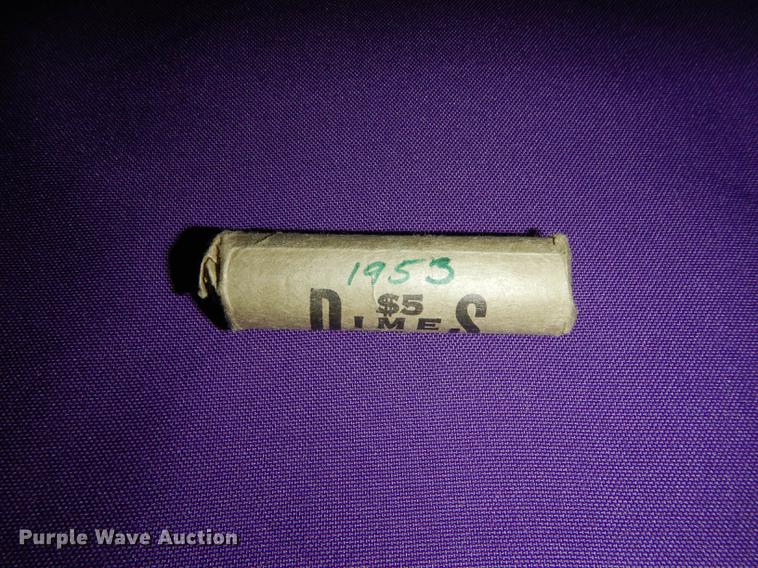 1953
$5
DIMES
Purple Wave Auction